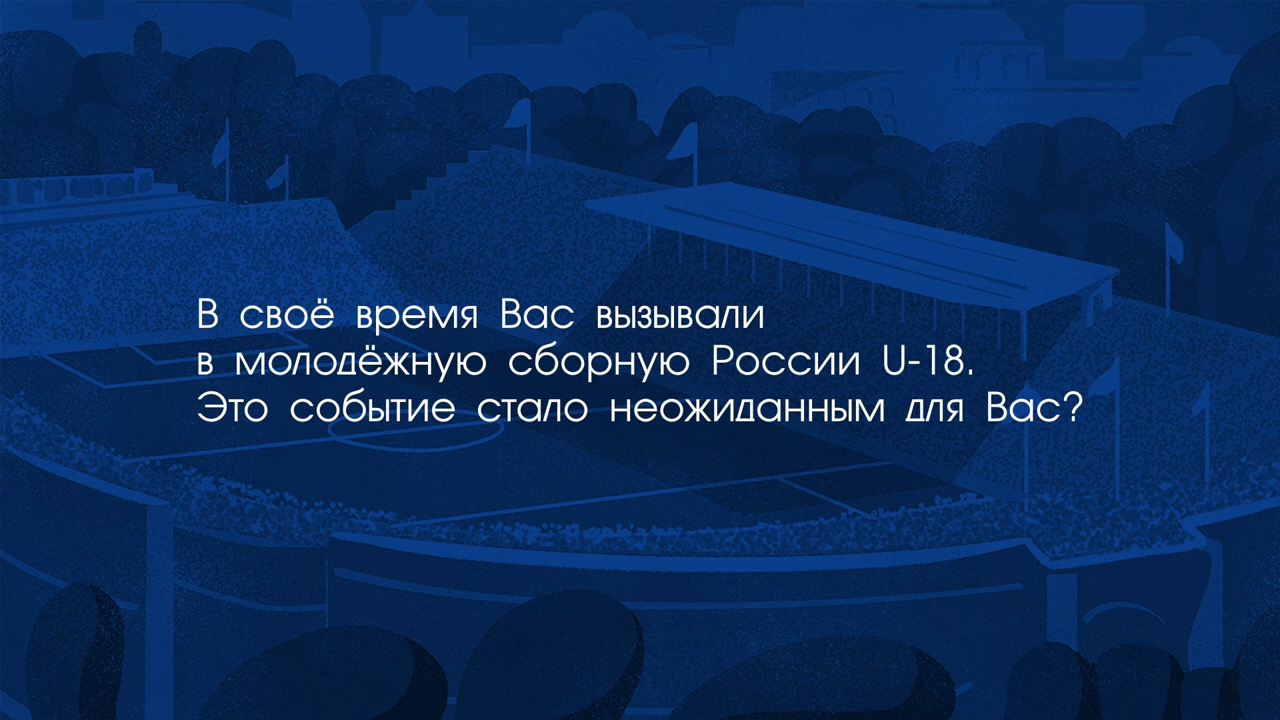 В своё время Вас вызывали
в молодёжную сборную России U-18.
Это событие стало неожиданным для Вас?